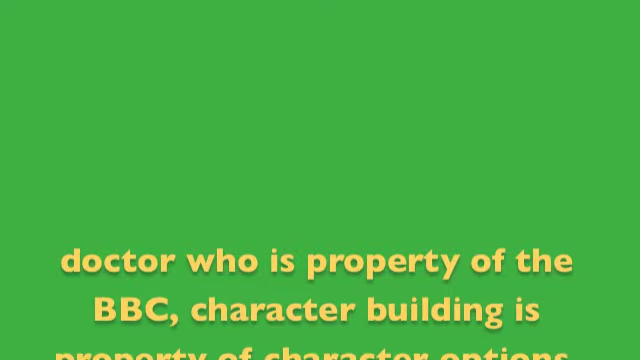 doctor who is property of the
BBC, character building is
property of character options